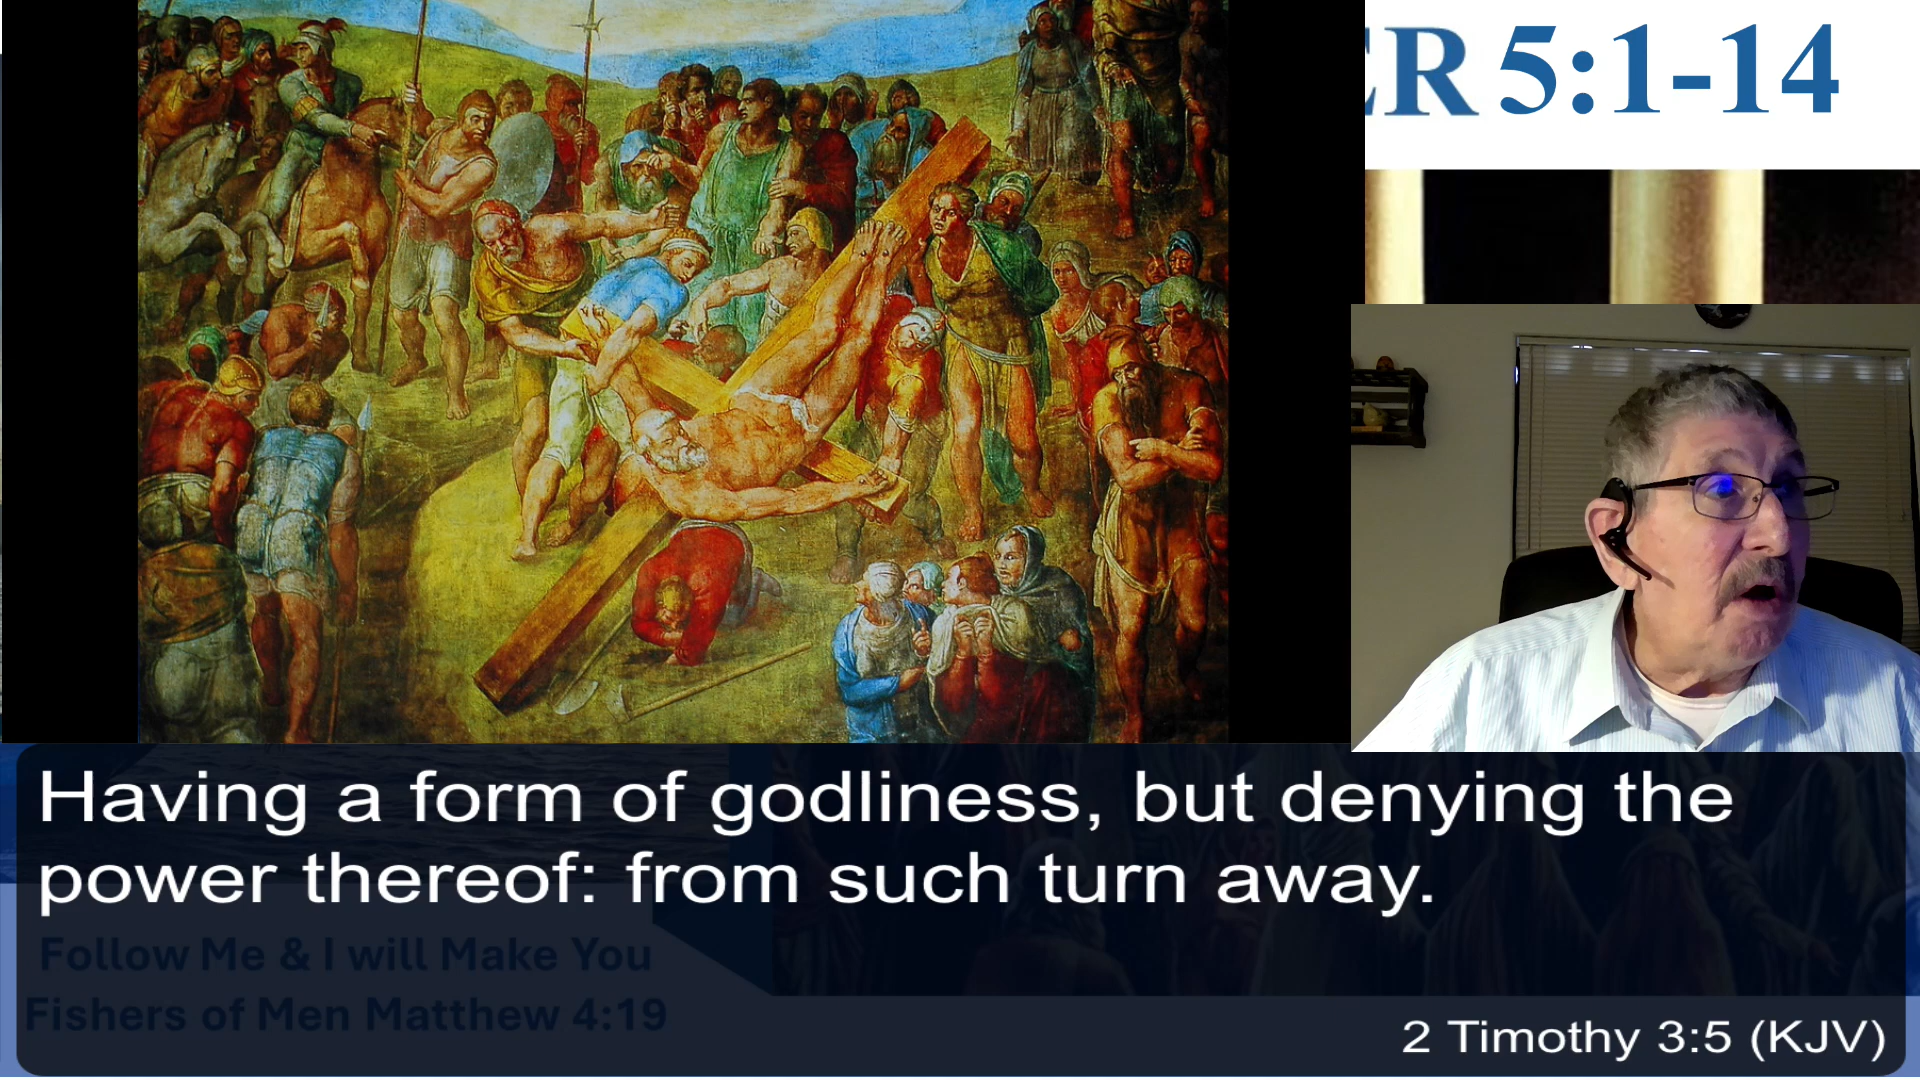 ER 5:1-14
Having a form of godliness, but denying the
power thereof: from such turn away.
Follow Me & I will Make You
Fishers of Men Matthew 4:19
2 Timothy 3:5 (KJV)